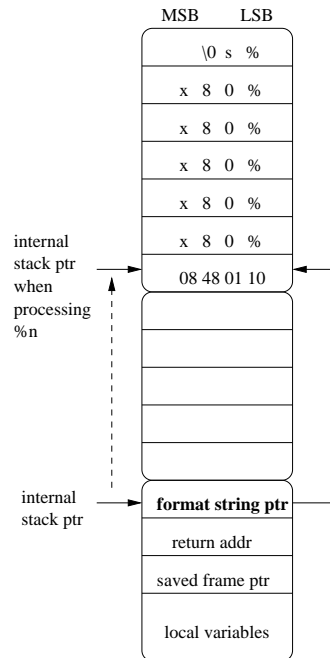 MSB LSB
\0 s %
x 8 0 %
x 8 0 %
x 8 0 %
x 8 0 %
x 8 0 %
08 48 01 10
internal
stack ptr
when
processing
%n
internal
stack ptr
format string ptr
return addr
saved frame ptr
local variables